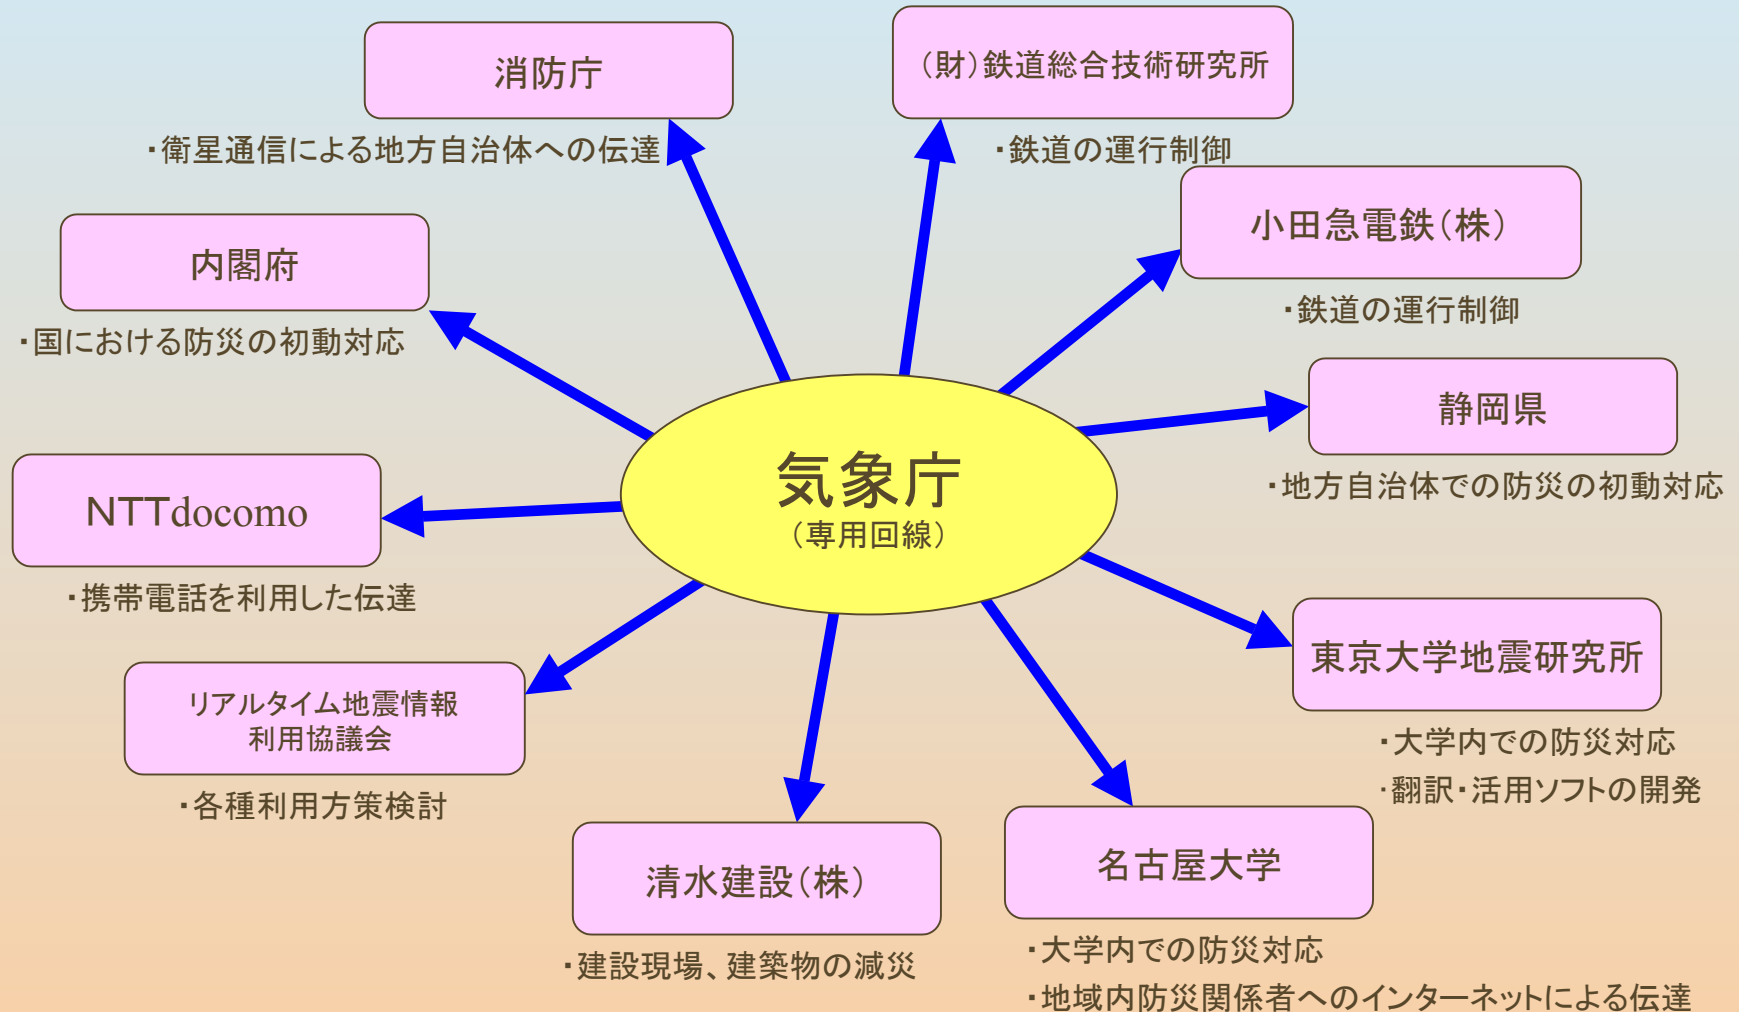 消防庁
・衛星通信による地方自治体への伝達
(財)鉄道総合技術研究所
・鉄道の運行制御
小田急電鉄(株)
・鉄道の運行制御
内閣府
・国における防災の初動対応
静岡県
・地方自治体での防災の初動対応
気象庁
(専用回線)
NTTdocomo
・携帯電話を利用した伝達
東京大学地震研究所
・大学内での防災対応
・翻訳・活用ソフトの開発
リアルタイム地震情報
利用協議会
・各種利用方策検討
清水建設(株)
・建設現場、建築物の減災
名古屋大学
・大学内での防災対応
・地域内防災関係者へのインターネットによる伝達